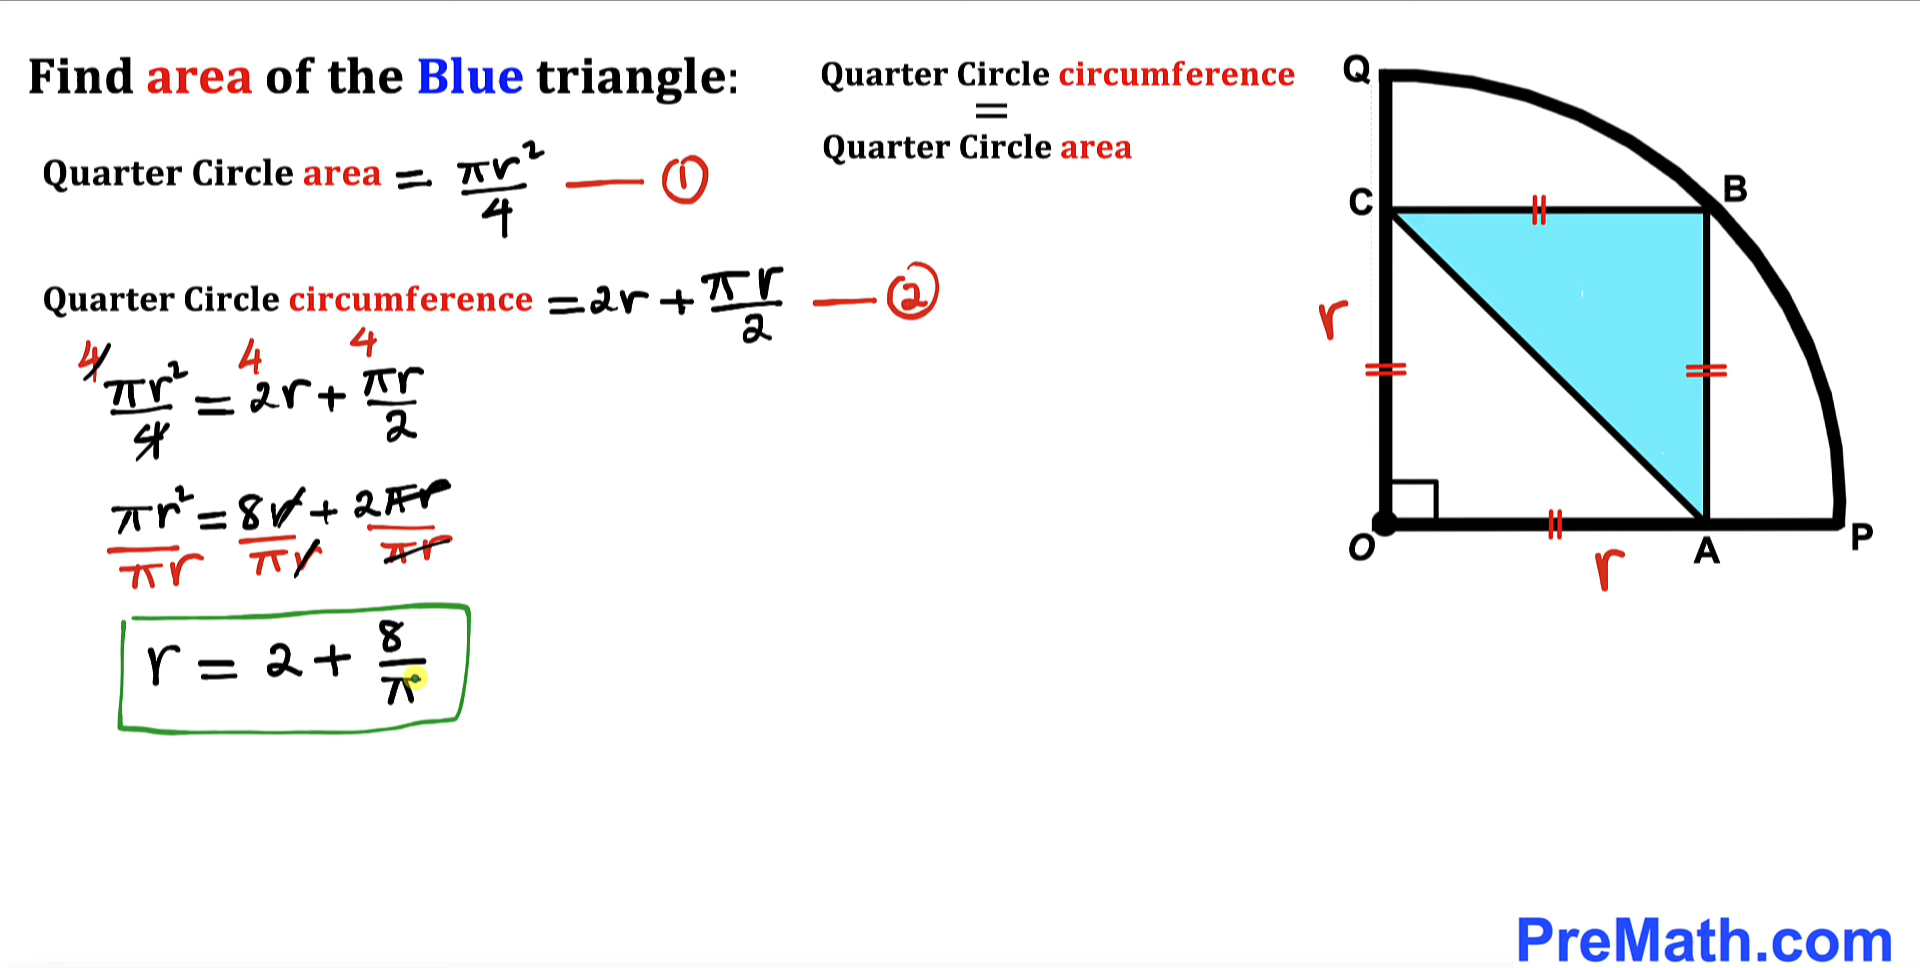 Find area of the Blue triangle:
Quarter Circle circumference
=
Quarter Circle area
Quarter Circle area = πr²/4 — ①
Quarter Circle circumference = 2r + πr/2 — ②
4 πr²/4 = 4 2r + 4 πr/2
πr²/πr = 8r/πr + 2πr/πr
r = 2 + 8/π
Q
C
B
r
O
r
A
P
PreMath.com